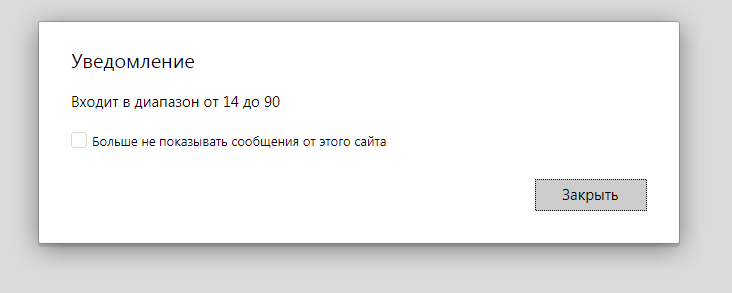 Уведомление
Входит в диапазон от 14 до 90
Больше не показывать сообщения от этого сайта
Закрыть